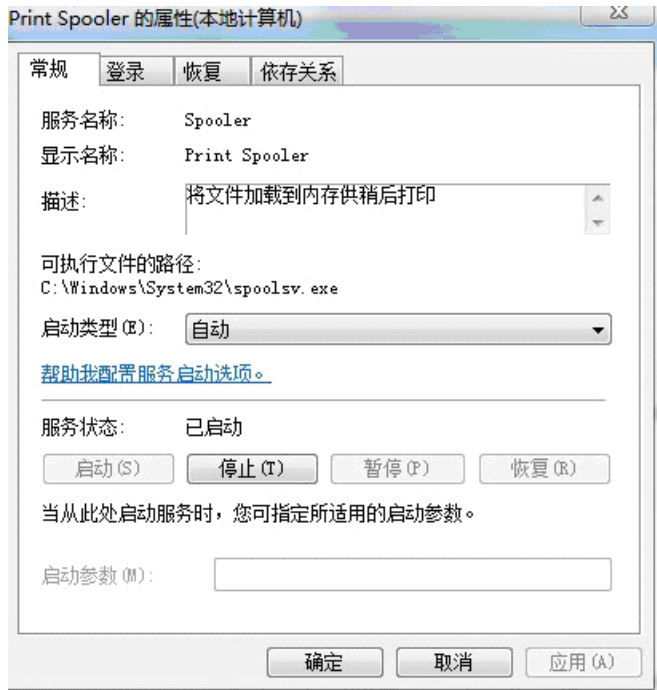 Print Spooler 的属性(本地计算机)
常规 登录 恢复 依存关系
服务名称: Spooler
显示名称: Print Spooler
描述: 将文件加载到内存供稍后打印
可执行文件的路径:
C:\Windows\System32\spoolsv.exe
启动类型(E): 自动
帮助我配置服务启动选项。
服务状态: 已启动
启动(S) 停止(T) 暂停(P) 恢复(R)
当从此处启动服务时，您可指定所适用的启动参数。
启动参数(M):
确定 取消 应用(A)